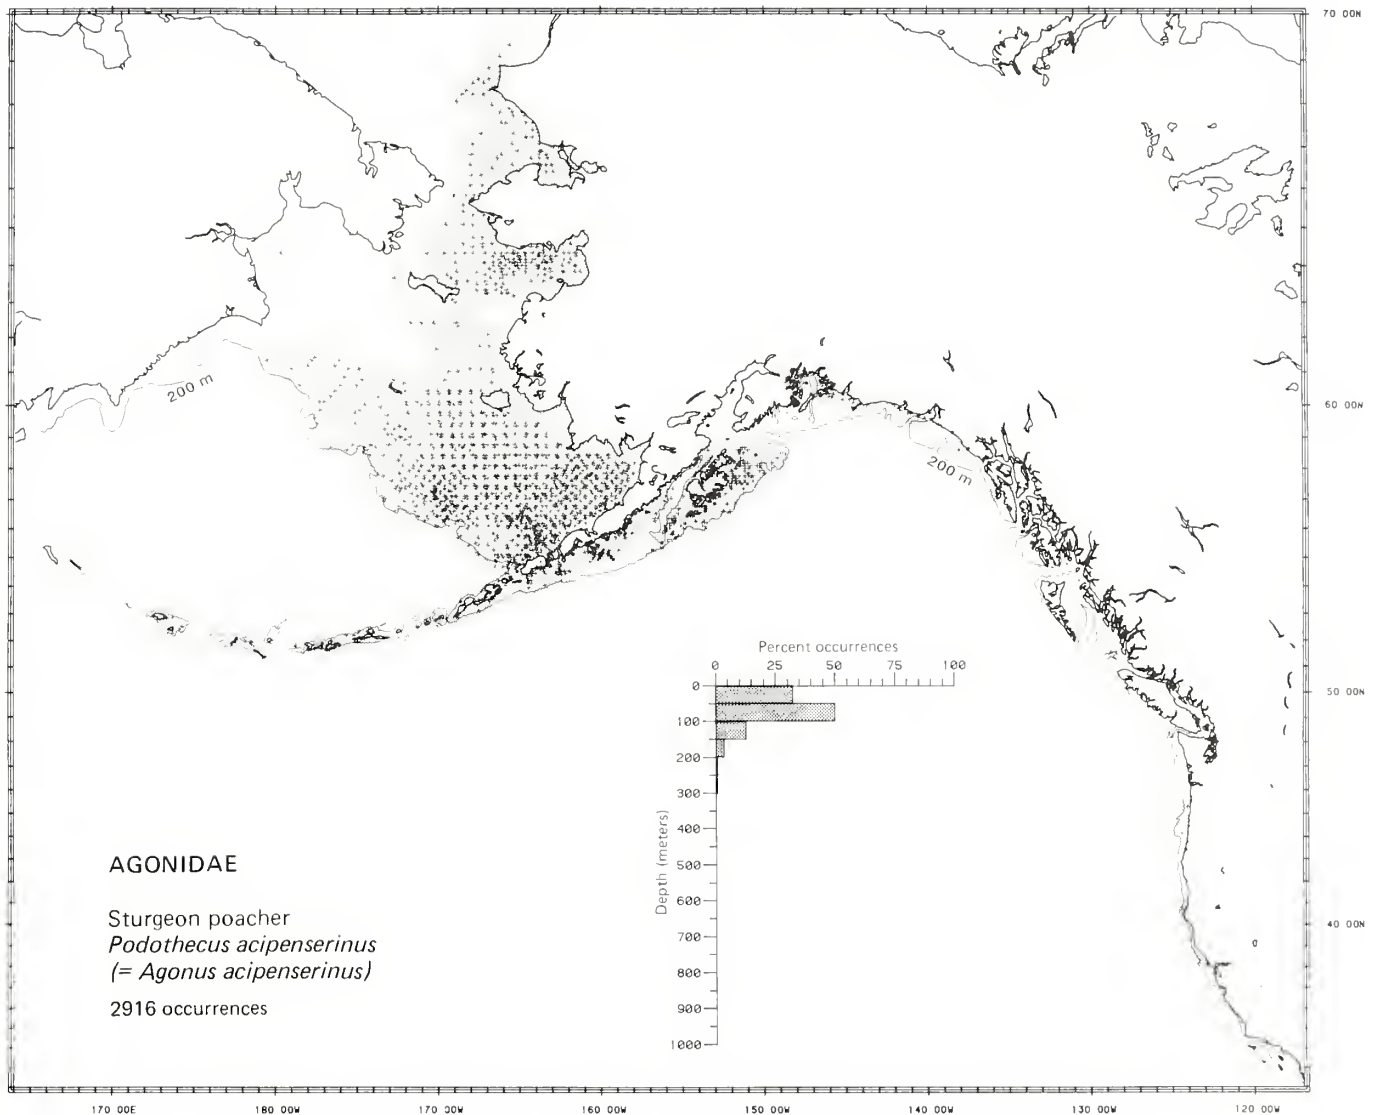 70 00N
200 m
60 00N
200 m
Percent occurrences
0 25 50 75 100
0
50 00N
100
200
300
400
Depth (meters)
500
600
700
800
900
1000
40 00N
AGONIDAE
Sturgeon poacher
Podothecus acipenserinus
(= Agonus acipenserinus)
2916 occurrences
170 00E 180 00W 170 30W 160 00W 150 00W 140 00W 130 00W 120 00W